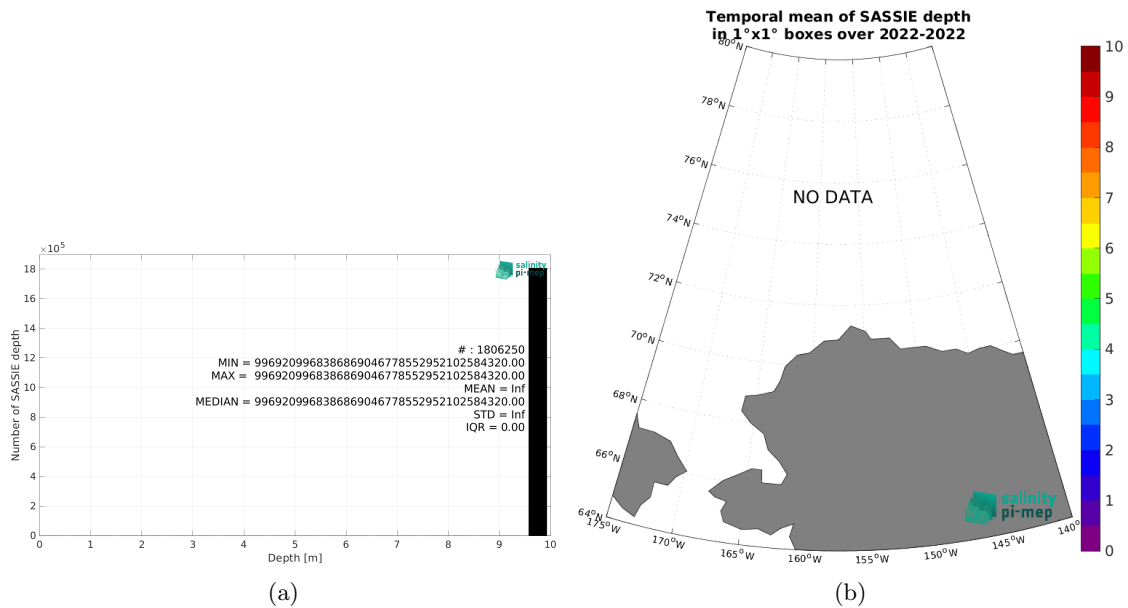 ×10⁵
18
16
14
12
10
8
6
4
2
0
Number of SASSIE depth
salinity
pi-mep
# : 1806250
MIN = 9969209968386869046778552952102584320.00
MAX = 9969209968386869046778552952102584320.00
MEAN = Inf
MEDIAN = 9969209968386869046778552952102584320.00
STD = Inf
IQR = 0.00
0 1 2 3 4 5 6 7 8 9 10
Depth [m]
(a)
Temporal mean of SASSIE depth
in 1°x1° boxes over 2022-2022
80°N
78°N
76°N
74°N
72°N
70°N
68°N
66°N
64°N
NO DATA
175°W
170°W
165°W
160°W
155°W
150°W
145°W
140°
salinity
pi-mep
10
9
8
7
6
5
4
3
2
1
0
(b)